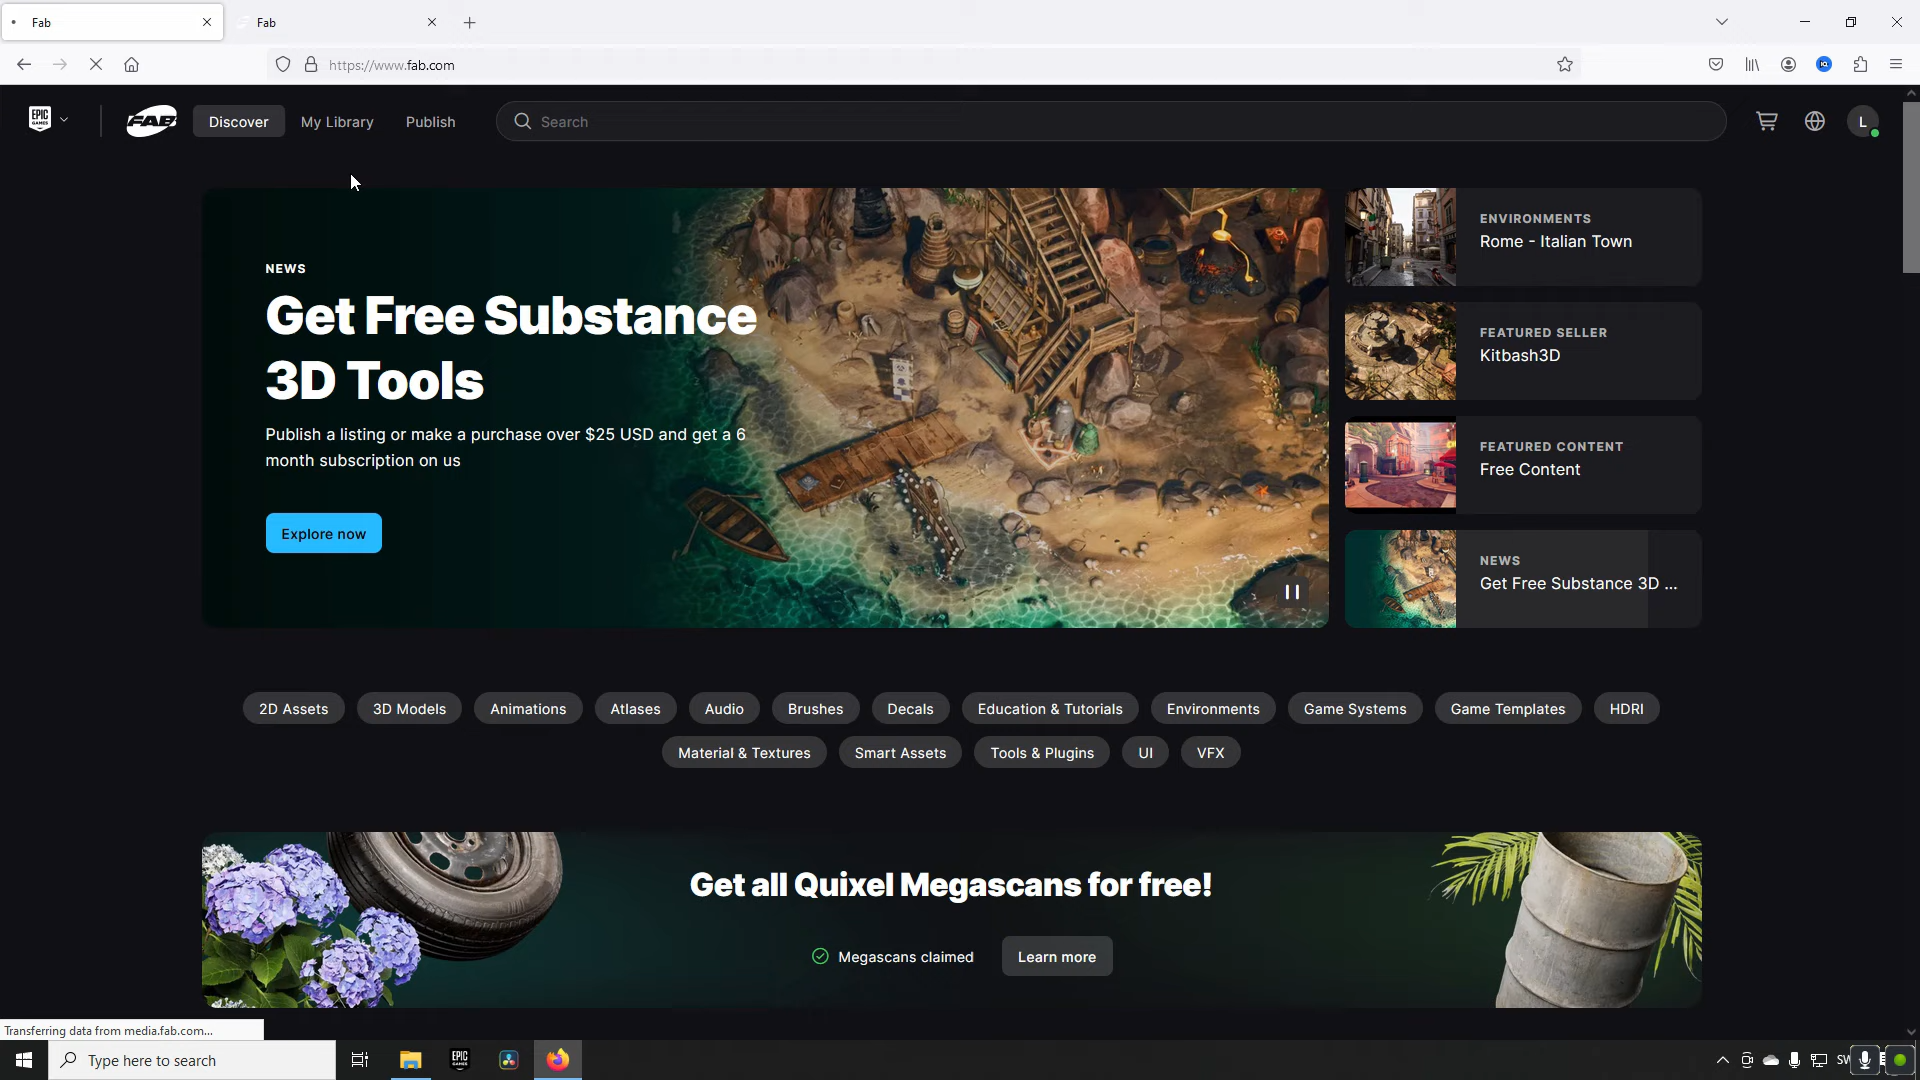 Fab
Fab
https://www.fab.com
EPIC GAMES
FAB
Discover
My Library
Publish
Search
L
NEWS
Get Free Substance
3D Tools
Publish a listing or make a purchase over $25 USD and get a 6
month subscription on us
Explore now
ENVIRONMENTS
Rome - Italian Town
FEATURED SELLER
Kitbash3D
FEATURED CONTENT
Free Content
NEWS
Get Free Substance 3D ...
2D Assets
3D Models
Animations
Atlases
Audio
Brushes
Decals
Education & Tutorials
Environments
Game Systems
Game Templates
HDRI
Material & Textures
Smart Assets
Tools & Plugins
UI
VFX
Get all Quixel Megascans for free!
Megascans claimed
Learn more
Transferring data from media.fab.com...
Type here to search
EPIC